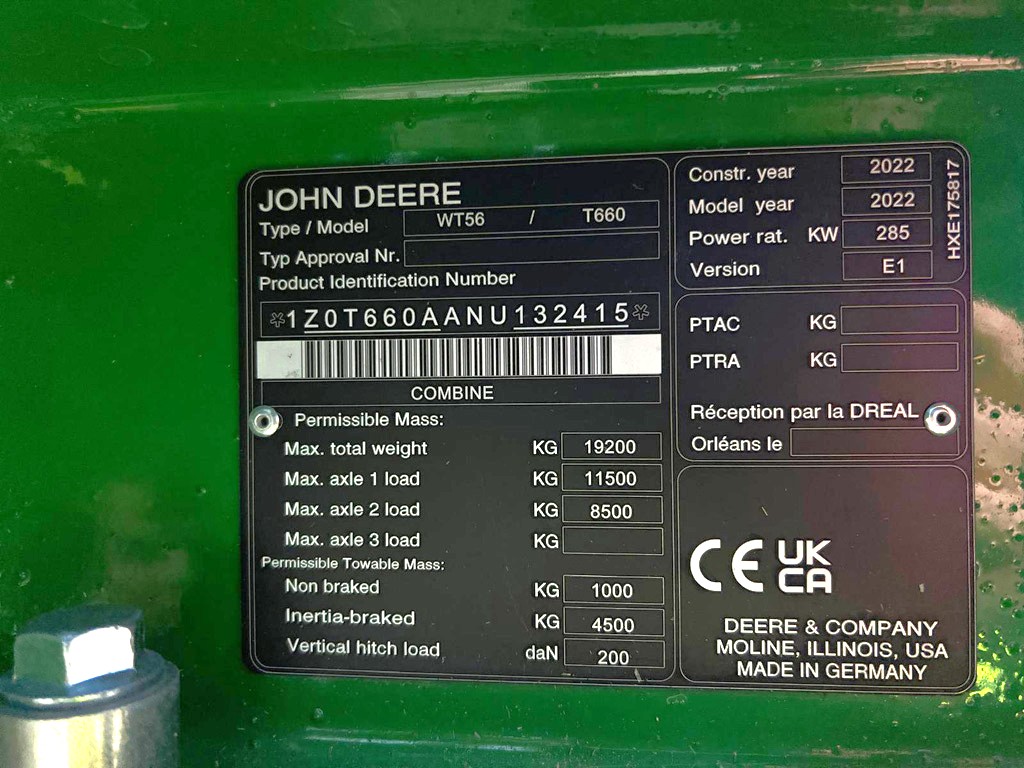 JOHN DEERE
Type / Model WT56 / T660
Typ Approval Nr.
Product Identification Number
*1Z0T660AANU132415*
COMBINE
Permissible Mass:
Max. total weight KG 19200
Max. axle 1 load KG 11500
Max. axle 2 load KG 8500
Max. axle 3 load KG
Permissible Towable Mass:
Non braked KG 1000
Inertia-braked KG 4500
Vertical hitch load daN 200
Constr. year 2022
Model year 2022
Power rat. KW 285
Version E1
HXE175817
PTAC KG
PTRA KG
Réception par la DREAL
Orléans le
CE UK
CA
DEERE & COMPANY
MOLINE, ILLINOIS, USA
MADE IN GERMANY